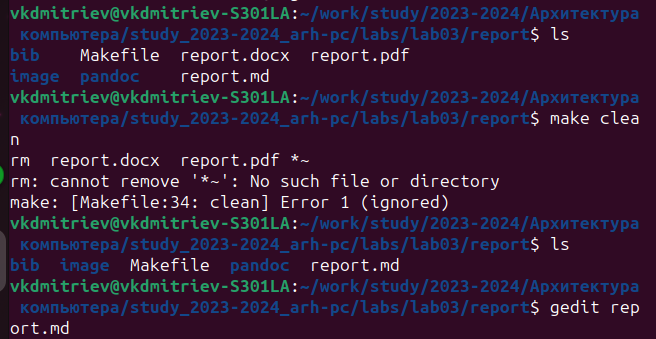 vkdmitriev@vkdmitriev-S301LA:~/work/study/2023-2024/Архитектура
компьютера/study_2023-2024_arh-pc/labs/lab03/report$ ls
bib    Makefile  report.docx  report.pdf
image  pandoc    report.md
vkdmitriev@vkdmitriev-S301LA:~/work/study/2023-2024/Архитектура
компьютера/study_2023-2024_arh-pc/labs/lab03/report$ make clea
n
rm  report.docx  report.pdf *~
rm: cannot remove '*~': No such file or directory
make: [Makefile:34: clean] Error 1 (ignored)
vkdmitriev@vkdmitriev-S301LA:~/work/study/2023-2024/Архитектура
компьютера/study_2023-2024_arh-pc/labs/lab03/report$ ls
bib  image  Makefile  pandoc  report.md
vkdmitriev@vkdmitriev-S301LA:~/work/study/2023-2024/Архитектура
компьютера/study_2023-2024_arh-pc/labs/lab03/report$ gedit rep
ort.md